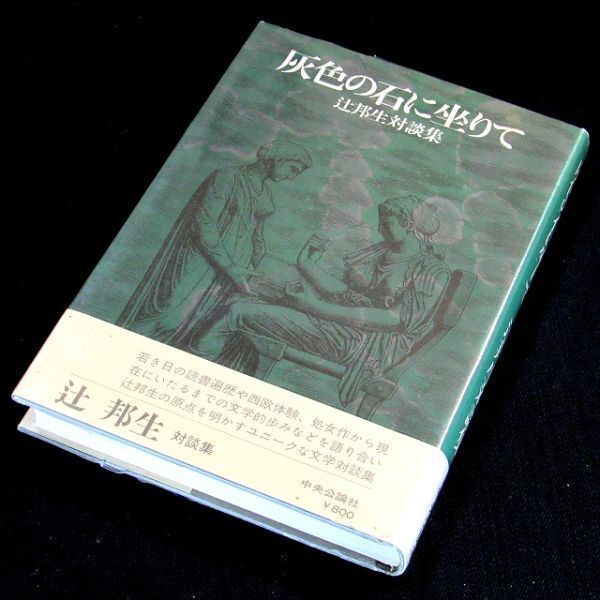 灰色の石に坐りて
辻邦生対談集
若き日の読書遍歴や西欧体験、処女作から現
在にいたるまでの文学的歩みなどを語り合い
辻邦生の原点を明かすユニークな文学対談集
辻 邦生 対談集
中央公論社
¥800